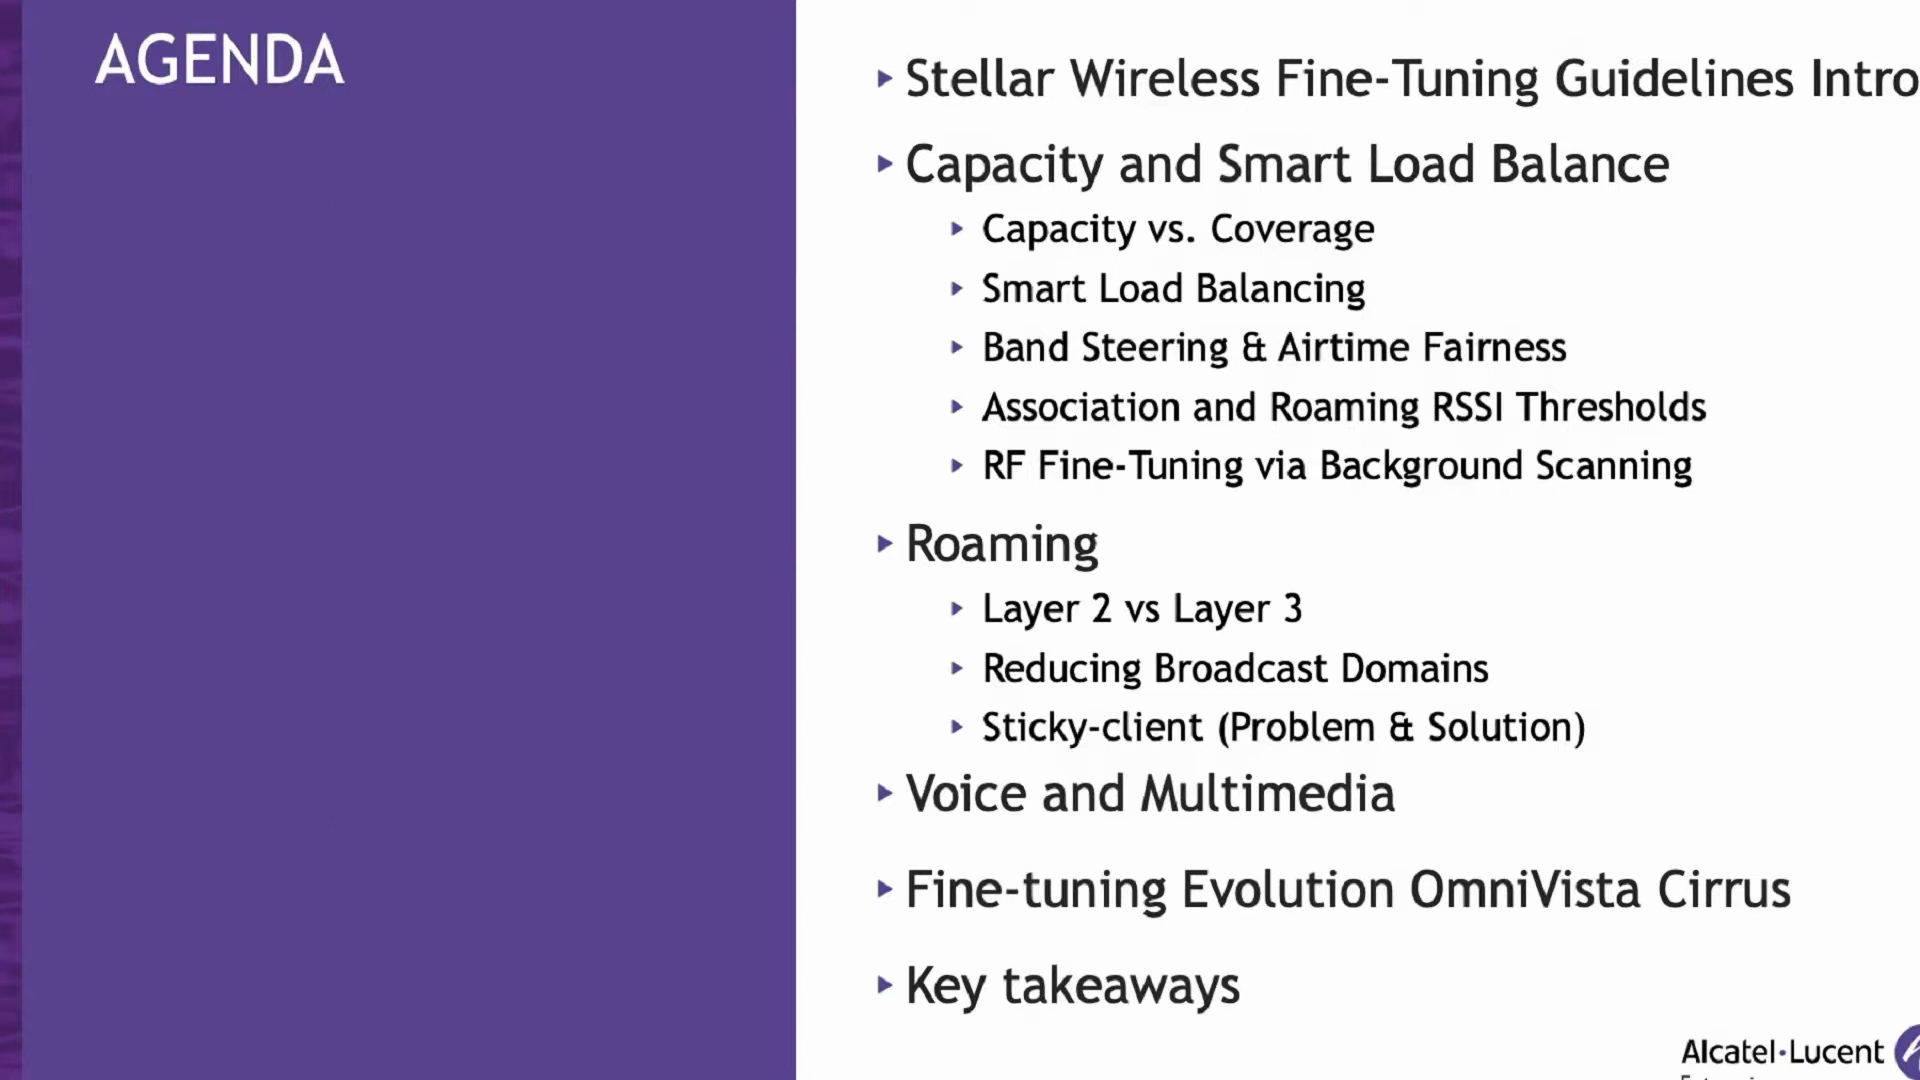 AGENDA
Stellar Wireless Fine-Tuning Guidelines Intro
Capacity and Smart Load Balance
Capacity vs. Coverage
Smart Load Balancing
Band Steering & Airtime Fairness
Association and Roaming RSSI Thresholds
RF Fine-Tuning via Background Scanning
Roaming
Layer 2 vs Layer 3
Reducing Broadcast Domains
Sticky-client (Problem & Solution)
Voice and Multimedia
Fine-tuning Evolution OmniVista Cirrus
Key takeaways
Alcatel·Lucent